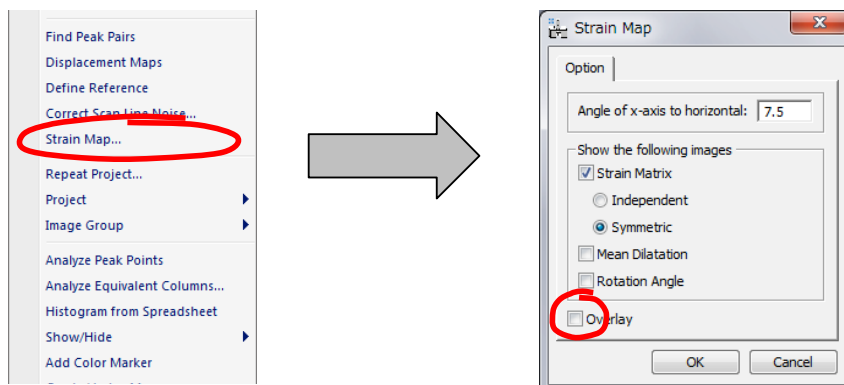 Find Peak Pairs
Displacement Maps
Define Reference
Correct Scan Line Noise...
Strain Map...
Repeat Project...
Project
Image Group
Analyze Peak Points
Analyze Equivalent Columns...
Histogram from Spreadsheet
Show/Hide
Add Color Marker
Strain Map
Option
Angle of x-axis to horizontal: 7.5
Show the following images
Strain Matrix
Independent
Symmetric
Mean Dilatation
Rotation Angle
Overlay
OK Cancel